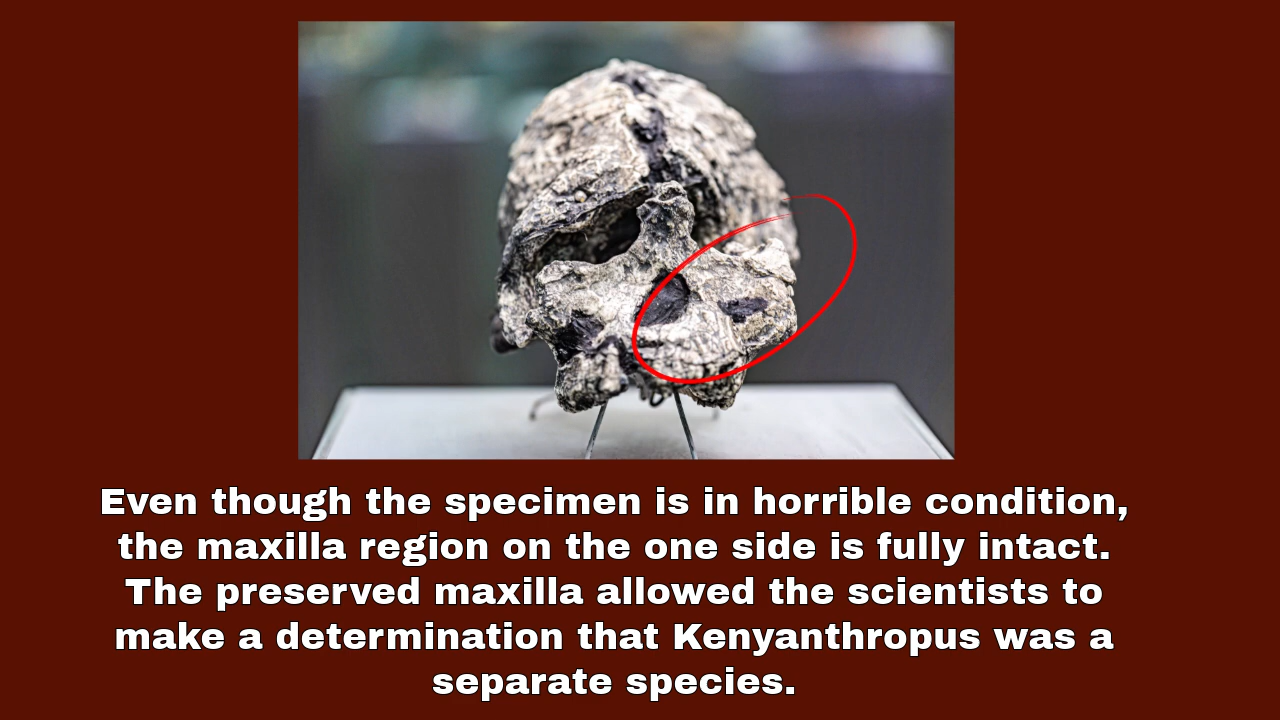 Even though the specimen is in horrible condition,
the maxilla region on the one side is fully intact.
The preserved maxilla allowed the scientists to
make a determination that Kenyanthropus was a
separate species.